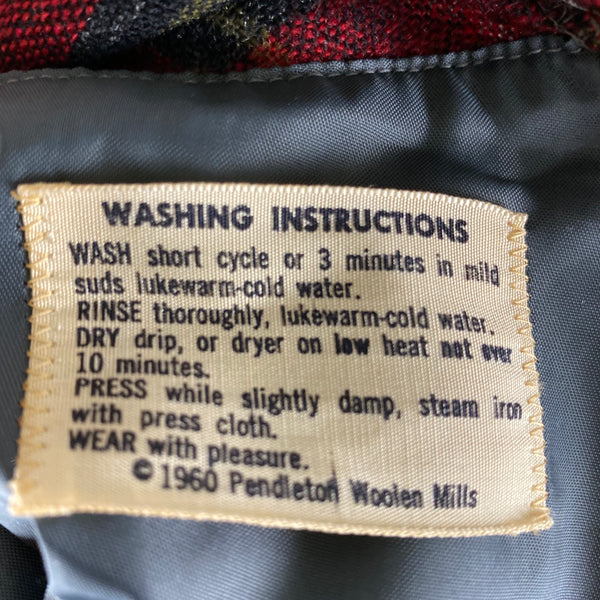 WASHING INSTRUCTIONS
WASH short cycle or 3 minutes in mild
suds lukewarm-cold water.
RINSE thoroughly, lukewarm-cold water.
DRY drip, or dryer on low heat not over
10 minutes.
PRESS while slightly damp, steam iron
with press cloth.
WEAR with pleasure.
© 1960 Pendleton Woolen Mills